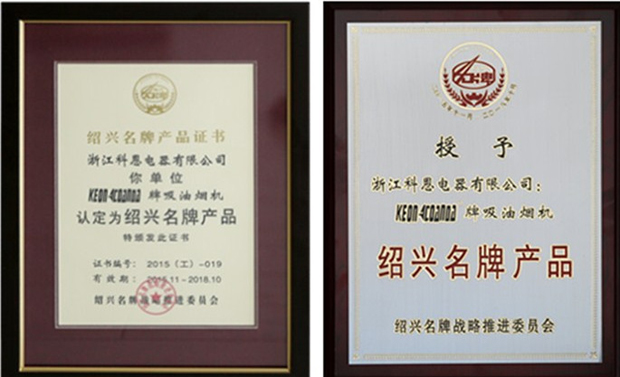 绍兴名牌产品证书
浙江科恩电器有限公司
你单位
KEON 4COANDA 牌吸油烟机
认定为绍兴名牌产品
特颁发此证书
证书编号: 2015 (工) -019
有效期: 2015.11-2018.10
绍兴名牌战略推进委员会
授予
浙江科恩电器有限公司:
KEON 4COANDA 牌吸油烟机
绍兴名牌产品
绍兴名牌战略推进委员会